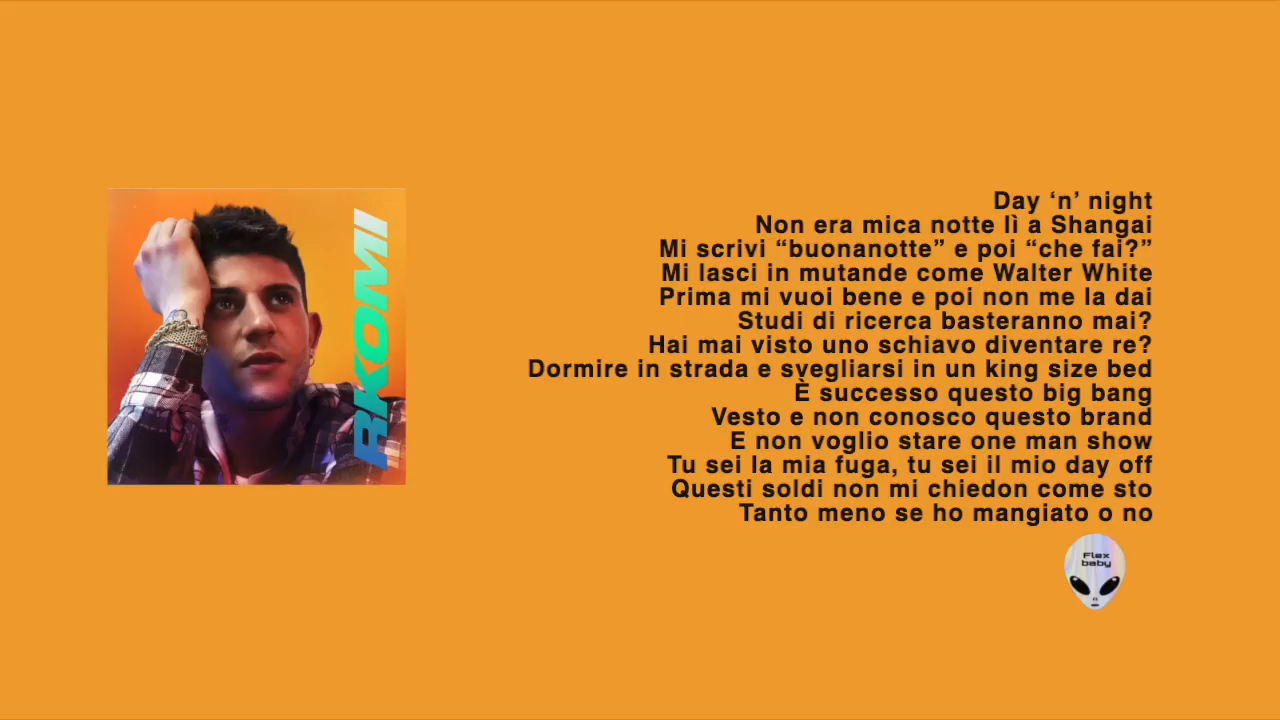 RKOMI
Day ‘n’ night
Non era mica notte lì a Shangai
Mi scrivi “buonanotte” e poi “che fai?”
Mi lasci in mutande come Walter White
Prima mi vuoi bene e poi non me la dai
Studi di ricerca basteranno mai?
Hai mai visto uno schiavo diventare re?
Dormire in strada e svegliarsi in un king size bed
È successo questo big bang
Vesto e non conosco questo brand
E non voglio stare one man show
Tu sei la mia fuga, tu sei il mio day off
Questi soldi non mi chiedon come sto
Tanto meno se ho mangiato o no
Flex
baby